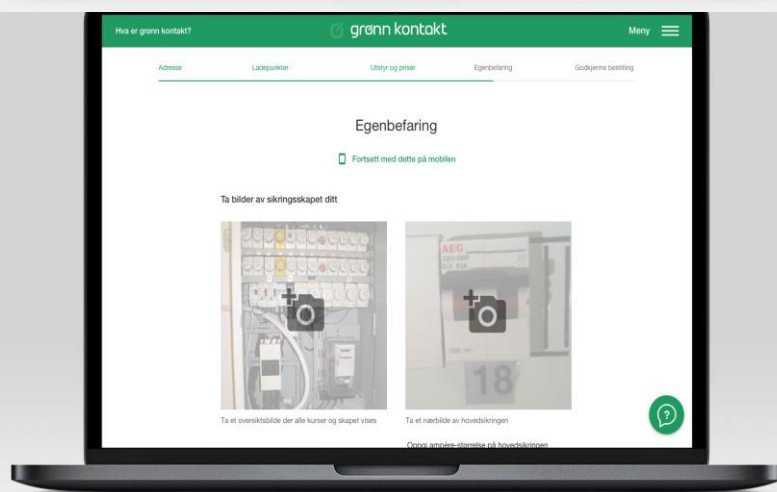 Hva er grønn kontakt?
grønn kontakt
Meny
Adresse
Ladepunkter
Utstyr og priser
Egenbefaring
Godkjenne bestilling
Egenbefaring
Fortsett med dette på mobilen
Ta bilder av sikringsskapet ditt
AEG
18
Ta et oversiktsbilde der alle kurser og skapet vises
Ta et nærbilde av hovedsikringen
?
Oppgi ampère-størrelse på hovedsikringen